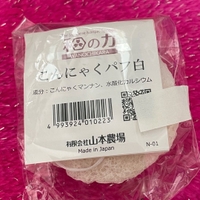 の力
こんにゃくパフ白
成分：こんにゃくマンナン、水酸化カルシウム
4 993924 010223
有限会社山本農場
Made in Japan
N-01